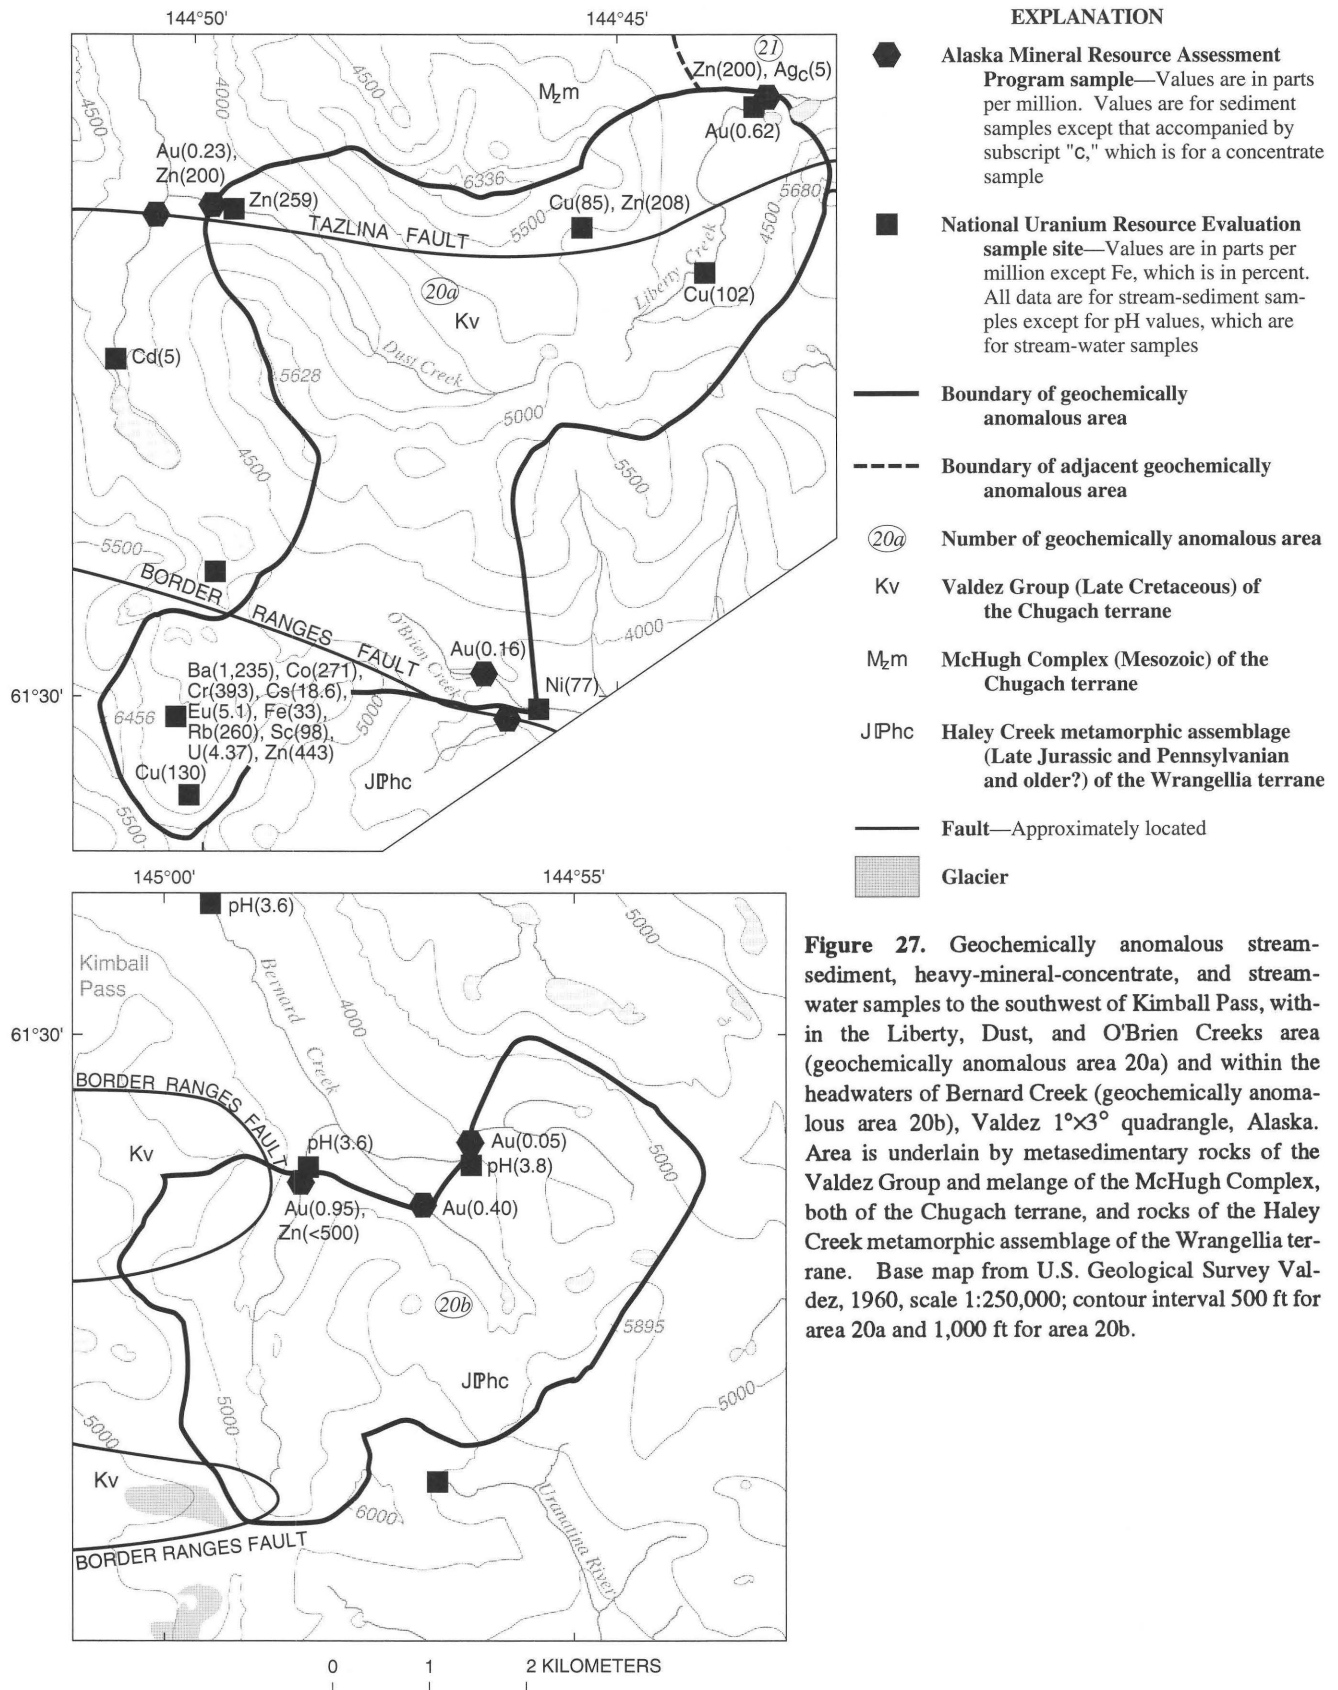 144°50'
144°45'
4500
4000
4500
Mzm
21
Zn(200), Agc(5)
Au(0.62)
Au(0.23),
Zn(200)
Zn(259)
6336
Cu(85), Zn(208)
5680
5500
4500
TAZLINA FAULT
20a
Kv
Liberty Creek
Cu(102)
Cd(5)
5628
Dust Creek
5000
4500
5500
5500
BORDER RANGES FAULT
O'Brien Creek
4000
Au(0.16)
61°30'
Ni(77)
Ba(1,235), Co(271),
Cr(393), Cs(18.6),
6456
Eu(5.1), Fe(33)
Rb(260), Sc(98),
U(4.37), Zn(443)
5000
Cu(130)
JIPhc
5500
145°00'
144°55'
pH(3.6)
5000
Kimball
Pass
Bernard Creek
4000
61°30'
BORDER RANGES FAULT
Kv
pH(3.6)
Au(0.05)
pH(3.8)
5000
Au(0.95),
Zn(<500)
Au(0.40)
20b
5895
JIPhc
5000
5000
5000
Kv
6000
Uranatina River
BORDER RANGES FAULT
0 1 2 KILOMETERS
EXPLANATION
Alaska Mineral Resource Assessment
Program sample—Values are in parts
per million. Values are for sediment
samples except that accompanied by
subscript "c," which is for a concentrate
sample
National Uranium Resource Evaluation
sample site—Values are in parts per
million except Fe, which is in percent.
All data are for stream-sediment sam-
ples except for pH values, which are
for stream-water samples
Boundary of geochemically
anomalous area
Boundary of adjacent geochemically
anomalous area
20a Number of geochemically anomalous area
Kv Valdez Group (Late Cretaceous) of
the Chugach terrane
Mzm McHugh Complex (Mesozoic) of the
Chugach terrane
JIPhc Haley Creek metamorphic assemblage
(Late Jurassic and Pennsylvanian
and older?) of the Wrangellia terrane
Fault—Approximately located
Glacier
Figure 27. Geochemically anomalous stream-
sediment, heavy-mineral-concentrate, and stream-
water samples to the southwest of Kimball Pass, with-
in the Liberty, Dust, and O'Brien Creeks area
(geochemically anomalous area 20a) and within the
headwaters of Bernard Creek (geochemically anoma-
lous area 20b), Valdez 1°×3° quadrangle, Alaska.
Area is underlain by metasedimentary rocks of the
Valdez Group and melange of the McHugh Complex,
both of the Chugach terrane, and rocks of the Haley
Creek metamorphic assemblage of the Wrangellia ter-
rane. Base map from U.S. Geological Survey Val-
dez, 1960, scale 1:250,000; contour interval 500 ft for
area 20a and 1,000 ft for area 20b.